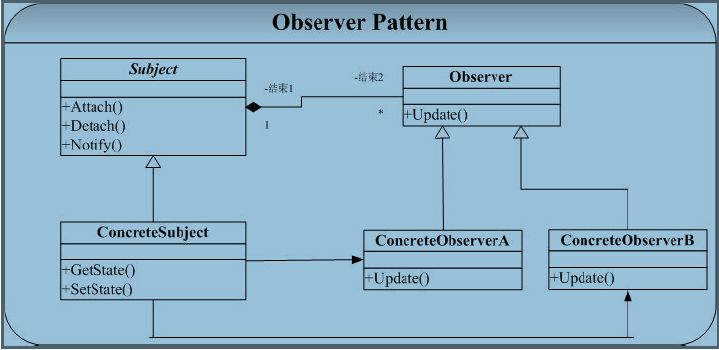 Observer Pattern
Subject
+Attach()
+Detach()
+Notify()
-结束1
1
-结束2
*
Observer
+Update()
ConcreteSubject
+GetState()
+SetState()
ConcreteObserverA
+Update()
ConcreteObserverB
+Update()